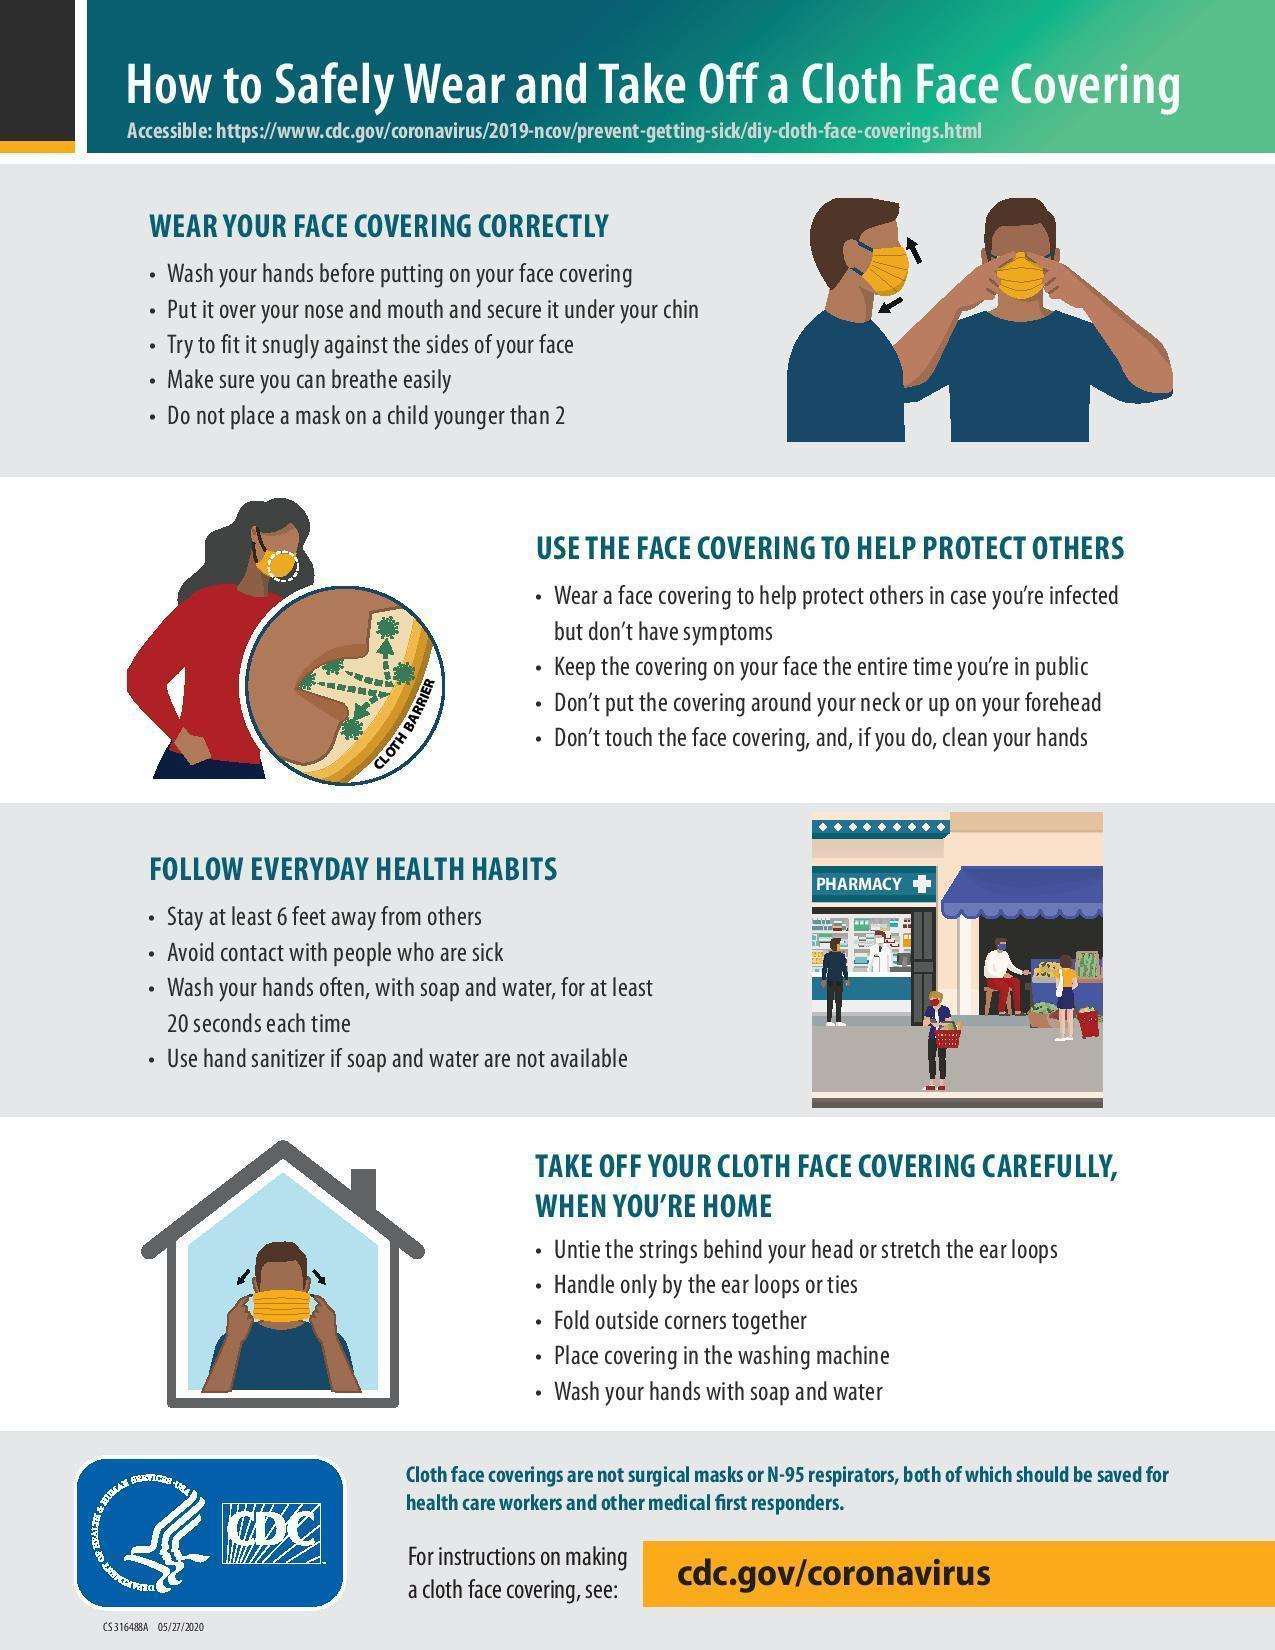 How to Safely Wear and Take Off a Cloth Face Covering
Accessible: https://www.cdc.gov/coronavirus/2019-ncov/prevent-getting-sick/diy-cloth-face-coverings.html
WEAR YOUR FACE COVERING CORRECTLY
• Wash your hands before putting on your face covering
• Put it over your nose and mouth and secure it under your chin
• Try to fit it snugly against the sides of your face
• Make sure you can breathe easily
• Do not place a mask on a child younger than 2
CLOTH BARRIER
USE THE FACE COVERING TO HELP PROTECT OTHERS
• Wear a face covering to help protect others in case you’re infected
but don’t have symptoms
• Keep the covering on your face the entire time you’re in public
• Don’t put the covering around your neck or up on your forehead
• Don’t touch the face covering, and, if you do, clean your hands
FOLLOW EVERYDAY HEALTH HABITS
• Stay at least 6 feet away from others
• Avoid contact with people who are sick
• Wash your hands often, with soap and water, for at least
20 seconds each time
• Use hand sanitizer if soap and water are not available
PHARMACY
TAKE OFF YOUR CLOTH FACE COVERING CAREFULLY,
WHEN YOU’RE HOME
• Untie the strings behind your head or stretch the ear loops
• Handle only by the ear loops or ties
• Fold outside corners together
• Place covering in the washing machine
• Wash your hands with soap and water
DEPARTMENT OF HEALTH & HUMAN SERVICES • USA
CDC
Cloth face coverings are not surgical masks or N-95 respirators, both of which should be saved for
health care workers and other medical first responders.
For instructions on making
a cloth face covering, see:
cdc.gov/coronavirus
CS 316488A 05/27/2020